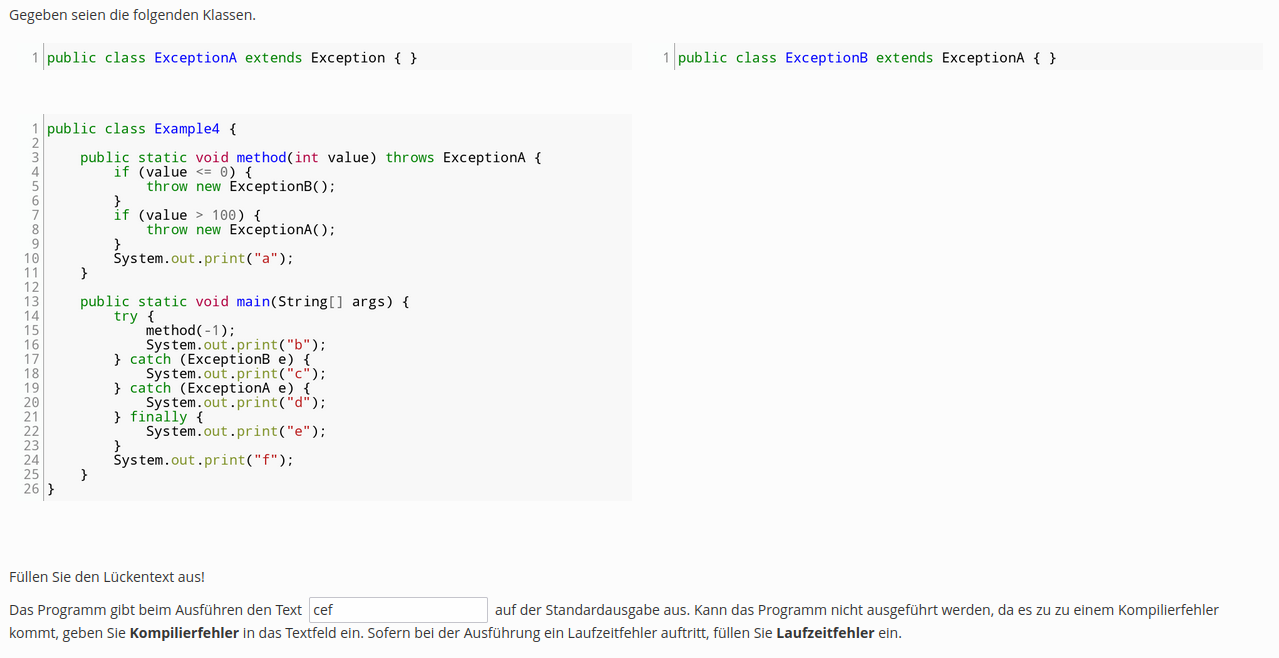 Gegeben seien die folgenden Klassen.
1 public class ExceptionA extends Exception { }
1 public class ExceptionB extends ExceptionA { }
1 public class Example4 {
2
3     public static void method(int value) throws ExceptionA {
4         if (value <= 0) {
5             throw new ExceptionB();
6         }
7         if (value > 100) {
8             throw new ExceptionA();
9         }
10         System.out.print("a");
11     }
12
13     public static void main(String[] args) {
14         try {
15             method(-1);
16             System.out.print("b");
17         } catch (ExceptionB e) {
18             System.out.print("c");
19         } catch (ExceptionA e) {
20             System.out.print("d");
21         } finally {
22             System.out.print("e");
23         }
24         System.out.print("f");
25     }
26 }
Füllen Sie den Lückentext aus!
Das Programm gibt beim Ausführen den Text cef auf der Standardausgabe aus. Kann das Programm nicht ausgeführt werden, da es zu zu einem Kompilierfehler
kommt, geben Sie Kompilierfehler in das Textfeld ein. Sofern bei der Ausführung ein Laufzeitfehler auftritt, füllen Sie Laufzeitfehler ein.